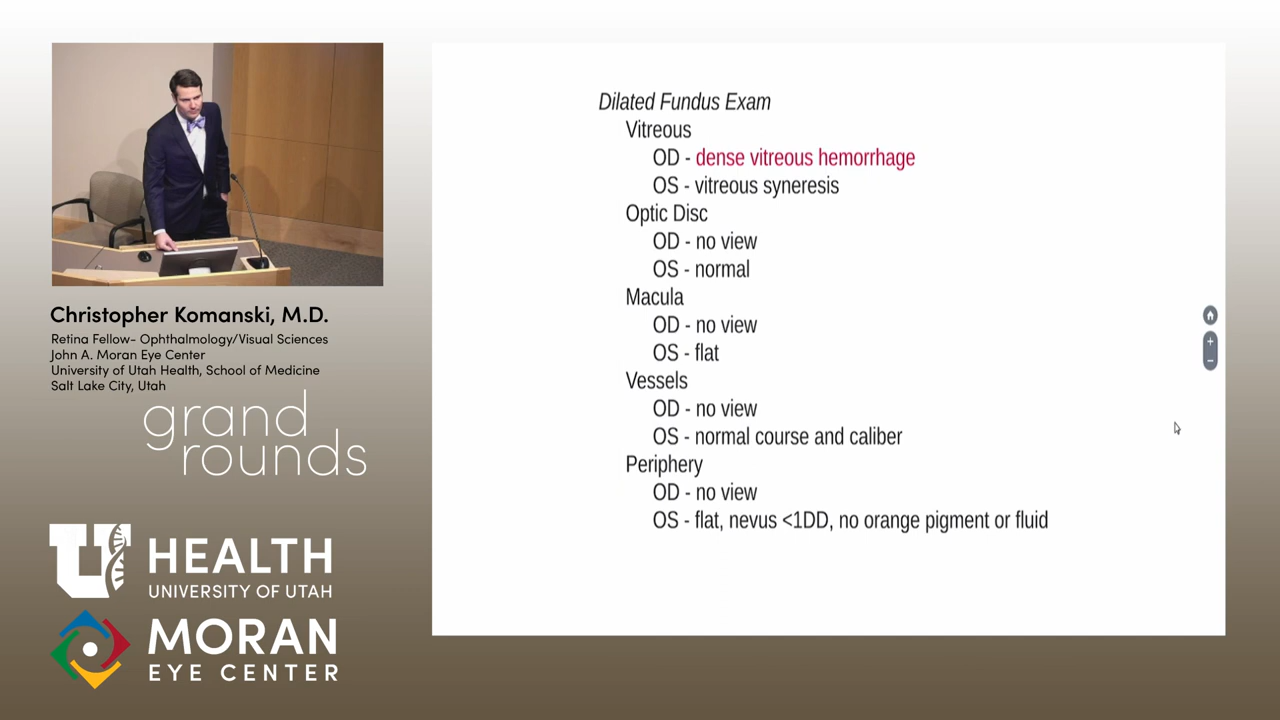 Dilated Fundus Exam
Vitreous
OD - dense vitreous hemorrhage
OS - vitreous syneresis
Optic Disc
OD - no view
OS - normal
Macula
OD - no view
OS - flat
Vessels
OD - no view
OS - normal course and caliber
Periphery
OD - no view
OS - flat, nevus <1DD, no orange pigment or fluid
Christopher Komanski, M.D.
Retina Fellow- Ophthalmology/Visual Sciences
John A. Moran Eye Center
University of Utah Health, School of Medicine
Salt Lake City, Utah
grand
rounds
U HEALTH
UNIVERSITY OF UTAH
MORAN
EYE CENTER